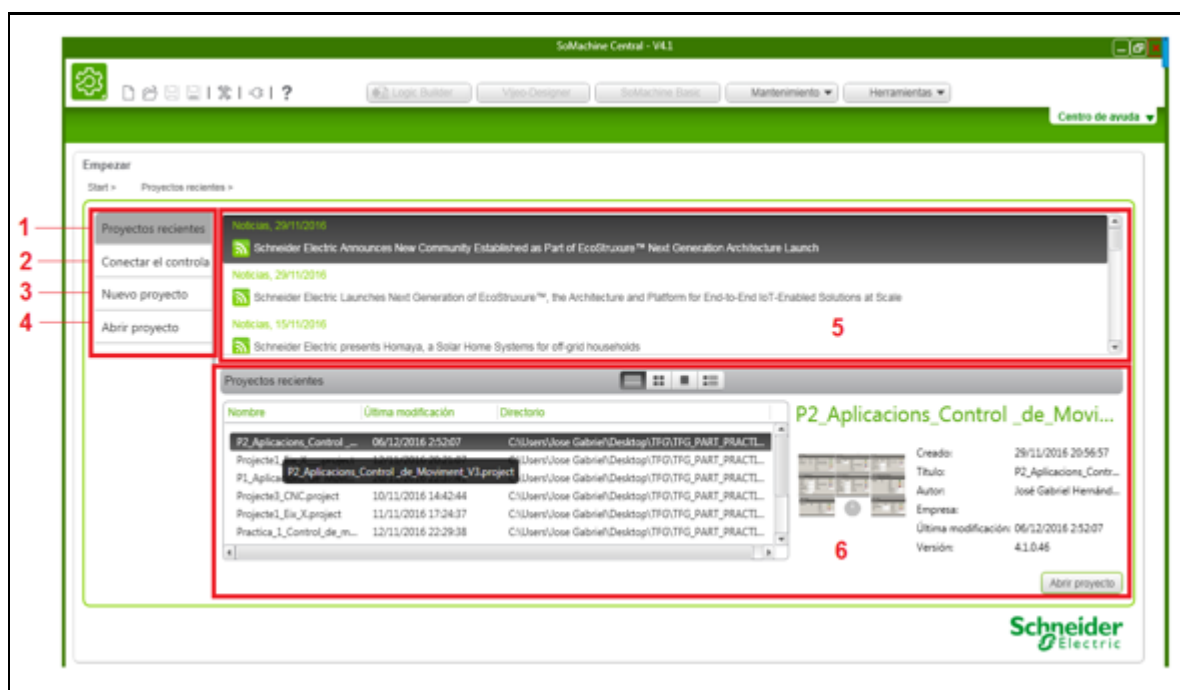 SoMachine Central - V4.1
Logic Builder Vijeo-Designer SoMachine Basic Mantenimiento Herramientas
Centro de ayuda
Empezar
Start » Proyectos recientes »
1 Proyectos recientes
2 Conectar el controla
3 Nuevo proyecto
4 Abrir proyecto
Noticias, 29/11/2016
Schneider Electric Announces New Community Established as Part of EcoStruxure™ Next Generation Architecture Launch
Noticias, 29/11/2016
Schneider Electric Launches Next Generation of EcoStruxure™, the Architecture and Platform for End-to-End IoT-Enabled Solutions at Scale
5
Noticias, 15/11/2016
Schneider Electric presents Homaya, a Solar Home Systems for off-grid households
Proyectos recientes
Nombre Última modificación Directorio
P2_Aplicacions_Control _... 06/12/2016 2:52:07 C:\Users\Jose Gabriel\Desktop\TFG\TFG_PART_PRACTI...
Projecte1 C:\Users\Jose Gabriel\Desktop\TFG\TFG_PART_PRACTI...
P2_Aplicacions_Control _de_Moviment_V3.project
P1_Aplica C:\Users\Jose Gabriel\Desktop\TFG\TFG_PART_PRACTI...
Projecte3_CNC.project 10/11/2016 14:42:44 C:\Users\Jose Gabriel\Desktop\TFG\TFG_PART_PRACTI...
Projecte1_Eix_X.project 11/11/2016 17:24:37 C:\Users\Jose Gabriel\Desktop\TFG\TFG_PART_PRACTI...
Practica_1_Control_de_m... 12/11/2016 22:29:38 C:\Users\Jose Gabriel\Desktop\TFG\TFG_PART_PRACTI...
P2_Aplicacions_Control _de_Movi...
Creado: 29/11/2016 20:56:57
Título: P2_Aplicacions_Contr...
Autor: José Gabriel Hernánd...
Empresa:
Última modificación: 06/12/2016 2:52:07
Versión: 4.1.0.46
6
Abrir proyecto
Schneider
Electric